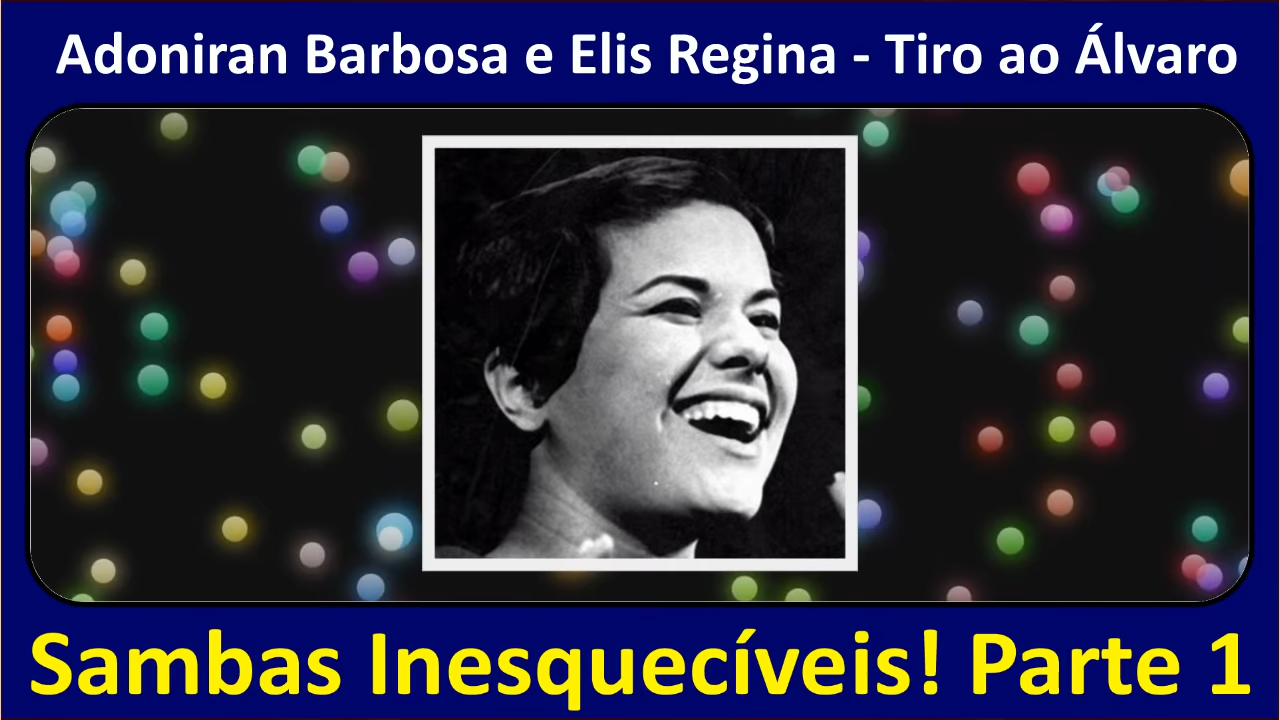 Adoniran Barbosa e Elis Regina - Tiro ao Álvaro
Sambas Inesquecíveis! Parte 1